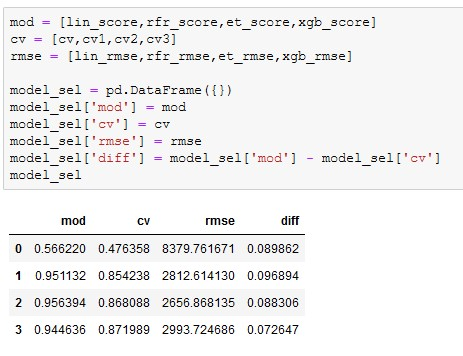 mod = [lin_score,rfr_score,et_score,xgb_score]
cv = [cv,cv1,cv2,cv3]
rmse = [lin_rmse,rfr_rmse,et_rmse,xgb_rmse]
model_sel = pd.DataFrame({})
model_sel['mod'] = mod
model_sel['cv'] = cv
model_sel['rmse'] = rmse
model_sel['diff'] = model_sel['mod'] - model_sel['cv']
model_sel
mod cv rmse diff
0 0.566220 0.476358 8379.761671 0.089862
1 0.951132 0.854238 2812.614130 0.096894
2 0.956394 0.868088 2656.868135 0.088306
3 0.944636 0.871989 2993.724686 0.072647